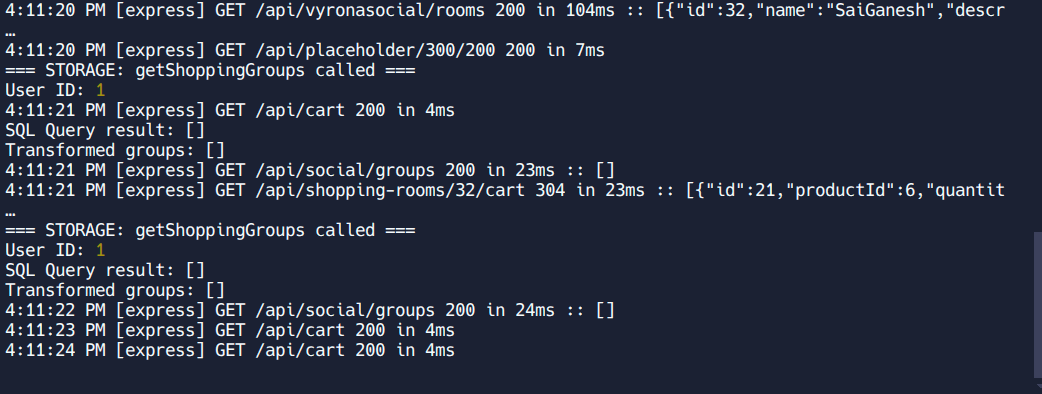 4:11:20 PM [express] GET /api/vyronasocial/rooms 200 in 104ms :: [{"id":32,"name":"SaiGanesh","descr
…
4:11:20 PM [express] GET /api/placeholder/300/200 200 in 7ms
=== STORAGE: getShoppingGroups called ===
User ID: 1
4:11:21 PM [express] GET /api/cart 200 in 4ms
SQL Query result: []
Transformed groups: []
4:11:21 PM [express] GET /api/social/groups 200 in 23ms :: []
4:11:21 PM [express] GET /api/shopping-rooms/32/cart 304 in 23ms :: [{"id":21,"productId":6,"quantit
…
=== STORAGE: getShoppingGroups called ===
User ID: 1
SQL Query result: []
Transformed groups: []
4:11:22 PM [express] GET /api/social/groups 200 in 24ms :: []
4:11:23 PM [express] GET /api/cart 200 in 4ms
4:11:24 PM [express] GET /api/cart 200 in 4ms